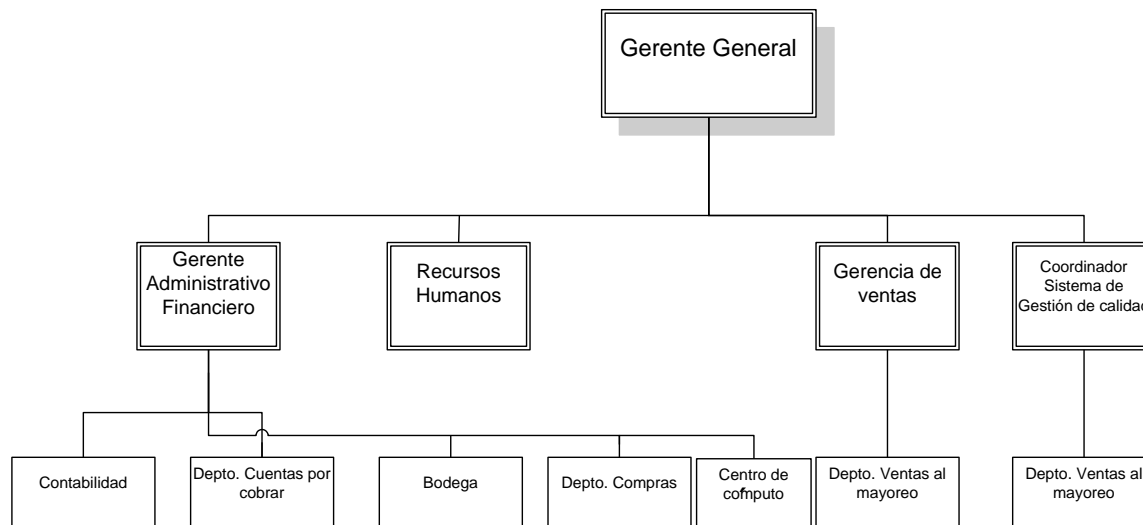 Gerente General
Gerente
Administrativo
Financiero
Recursos
Humanos
Gerencia de
ventas
Coordinador
Sistema de
Gestión de calidad
Contabilidad
Depto. Cuentas por
cobrar
Bodega
Depto. Compras
Centro de
computo
Depto. Ventas al
mayoreo
Depto. Ventas al
mayoreo